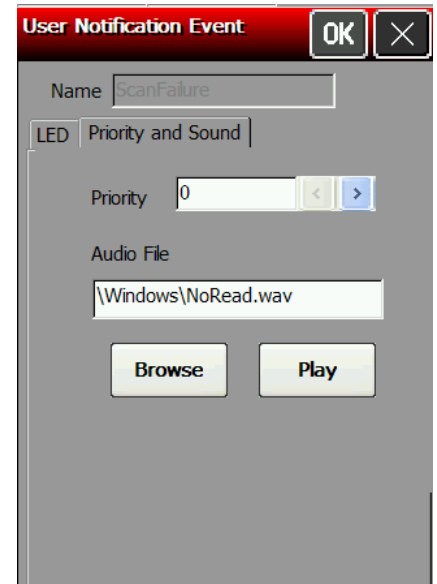 User Notification Event OK
Name ScanFailure
LED Priority and Sound
Priority 0
Audio File
\Windows\NoRead.wav
Browse Play